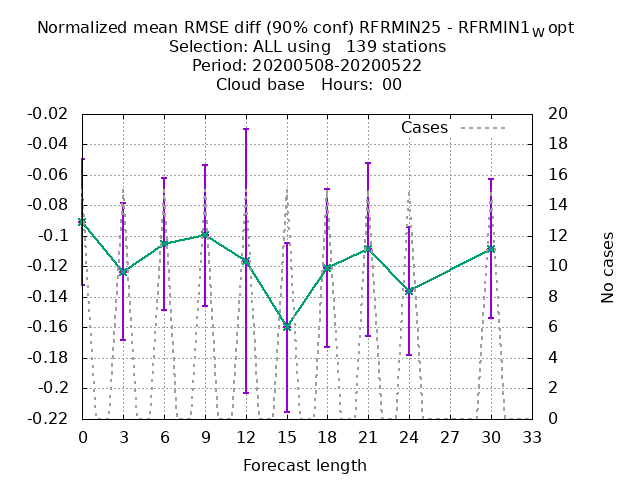 Normalized mean RMSE diff (90% conf) RFRMIN25 - RFRMIN1wopt
Selection: ALL using   139 stations
Period: 20200508-20200522
Cloud base   Hours: 00
Cases
-0.02
-0.04
-0.06
-0.08
-0.1
-0.12
-0.14
-0.16
-0.18
-0.2
-0.22
20
18
16
14
12
10
8
6
4
2
0
No cases
0 3 6 9 12 15 18 21 24 27 30 33
Forecast length